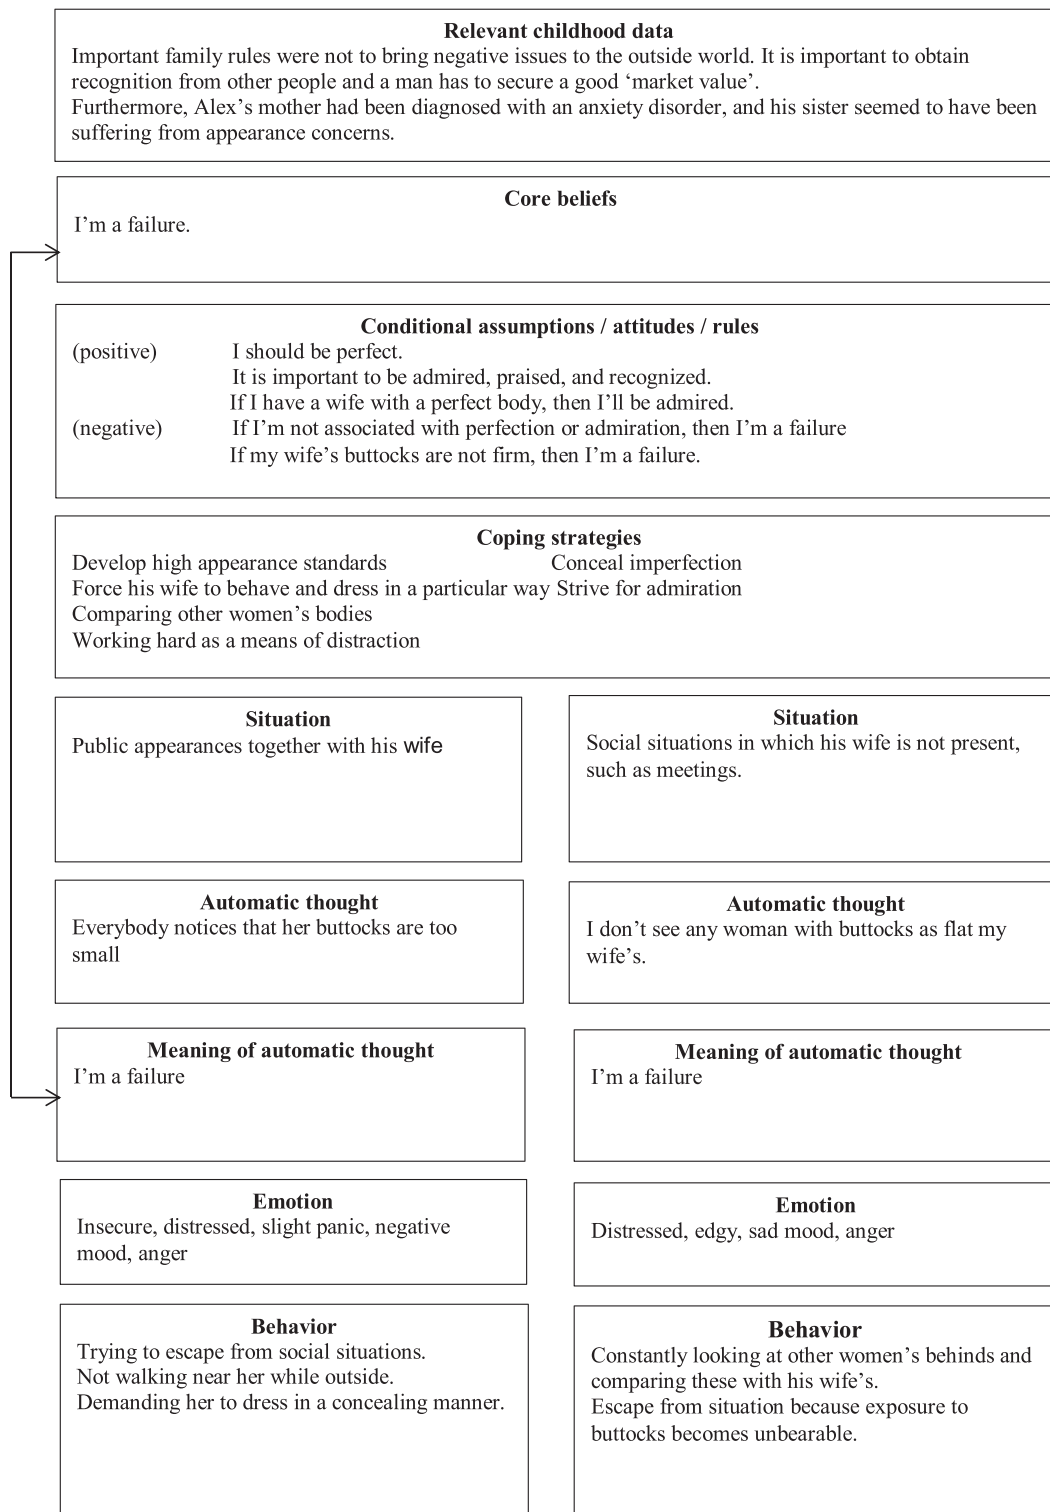 Relevant childhood data
Important family rules were not to bring negative issues to the outside world. It is important to obtain
recognition from other people and a man has to secure a good ‘market value’.
Furthermore, Alex’s mother had been diagnosed with an anxiety disorder, and his sister seemed to have been
suffering from appearance concerns.
Core beliefs
I’m a failure.
Conditional assumptions / attitudes / rules
(positive) I should be perfect.
It is important to be admired, praised, and recognized.
If I have a wife with a perfect body, then I’ll be admired.
(negative) If I’m not associated with perfection or admiration, then I’m a failure
If my wife’s buttocks are not firm, then I’m a failure.
Coping strategies
Develop high appearance standards Conceal imperfection
Force his wife to behave and dress in a particular way Strive for admiration
Comparing other women’s bodies
Working hard as a means of distraction
Situation
Public appearances together with his wife
Situation
Social situations in which his wife is not present,
such as meetings.
Automatic thought
Everybody notices that her buttocks are too
small
Automatic thought
I don’t see any woman with buttocks as flat my
wife’s.
Meaning of automatic thought
I’m a failure
Meaning of automatic thought
I’m a failure
Emotion
Insecure, distressed, slight panic, negative
mood, anger
Emotion
Distressed, edgy, sad mood, anger
Behavior
Trying to escape from social situations.
Not walking near her while outside.
Demanding her to dress in a concealing manner.
Behavior
Constantly looking at other women’s behinds and
comparing these with his wife’s.
Escape from situation because exposure to
buttocks becomes unbearable.